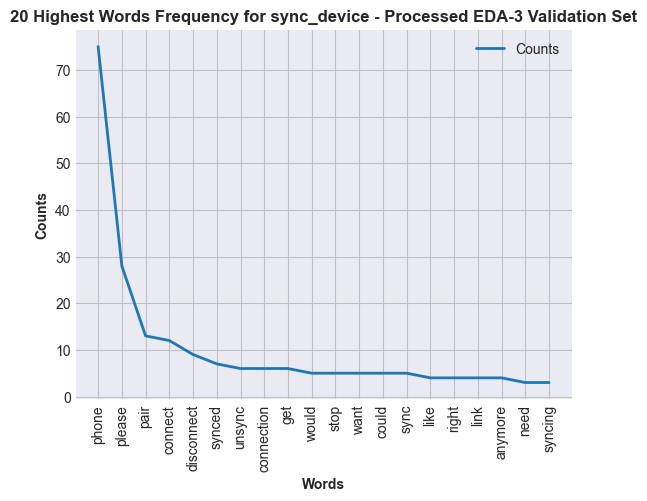 20 Highest Words Frequency for sync_device - Processed EDA-3 Validation Set
Counts
70
60
50
40
30
20
10
0
Counts
phone
please
pair
connect
disconnect
synced
unsync
connection
get
would
stop
want
could
sync
like
right
link
anymore
need
syncing
Words